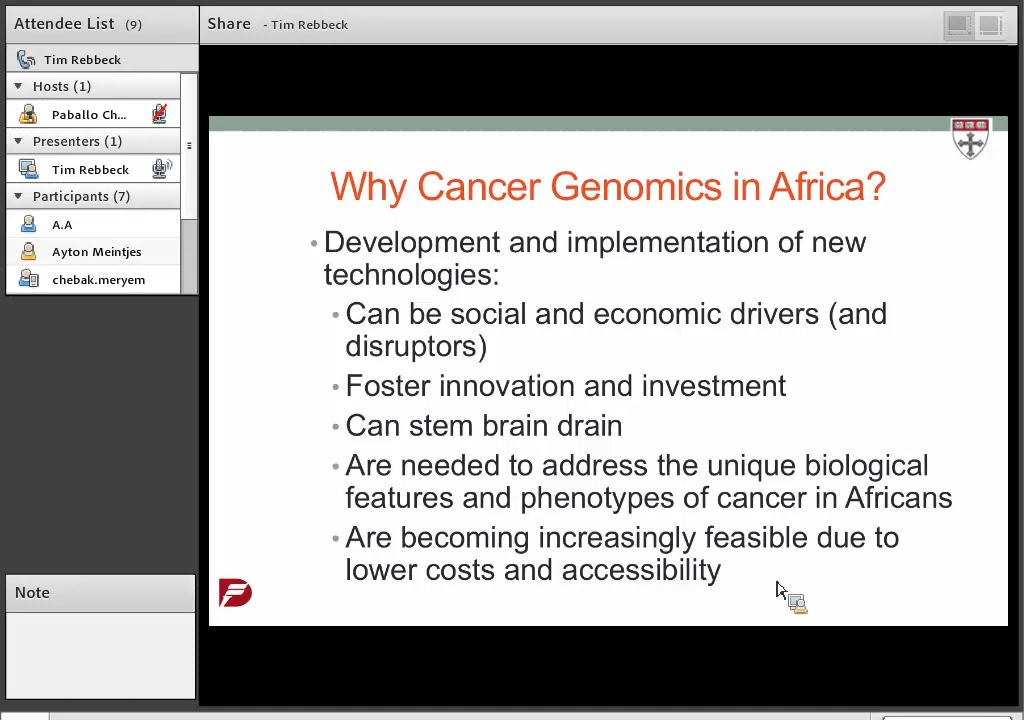 Attendee List (9)
Tim Rebbeck
Hosts (1)
Paballo Ch...
Presenters (1)
Tim Rebbeck
Participants (7)
A.A
Ayton Meintjes
chebak.meryem
Note
Share - Tim Rebbeck
Why Cancer Genomics in Africa?
• Development and implementation of new
technologies:
• Can be social and economic drivers (and
disruptors)
• Foster innovation and investment
• Can stem brain drain
• Are needed to address the unique biological
features and phenotypes of cancer in Africans
• Are becoming increasingly feasible due to
lower costs and accessibility